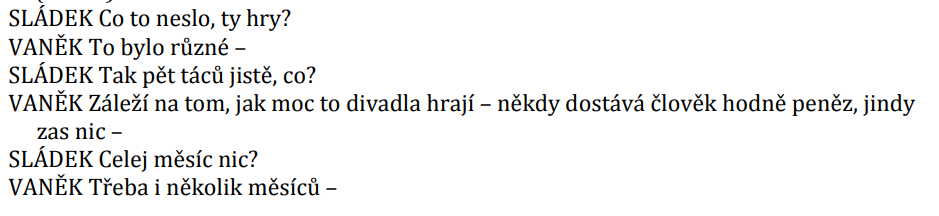 SLÁDEK Co to neslo, ty hry?
VANĚK To bylo různé –
SLÁDEK Tak pět táců jistě, co?
VANĚK Záleží na tom, jak moc to divadla hrají – někdy dostává člověk hodně peněz, jindy
zas nic –
SLÁDEK Celej měsíc nic?
VANĚK Třeba i několik měsíců –